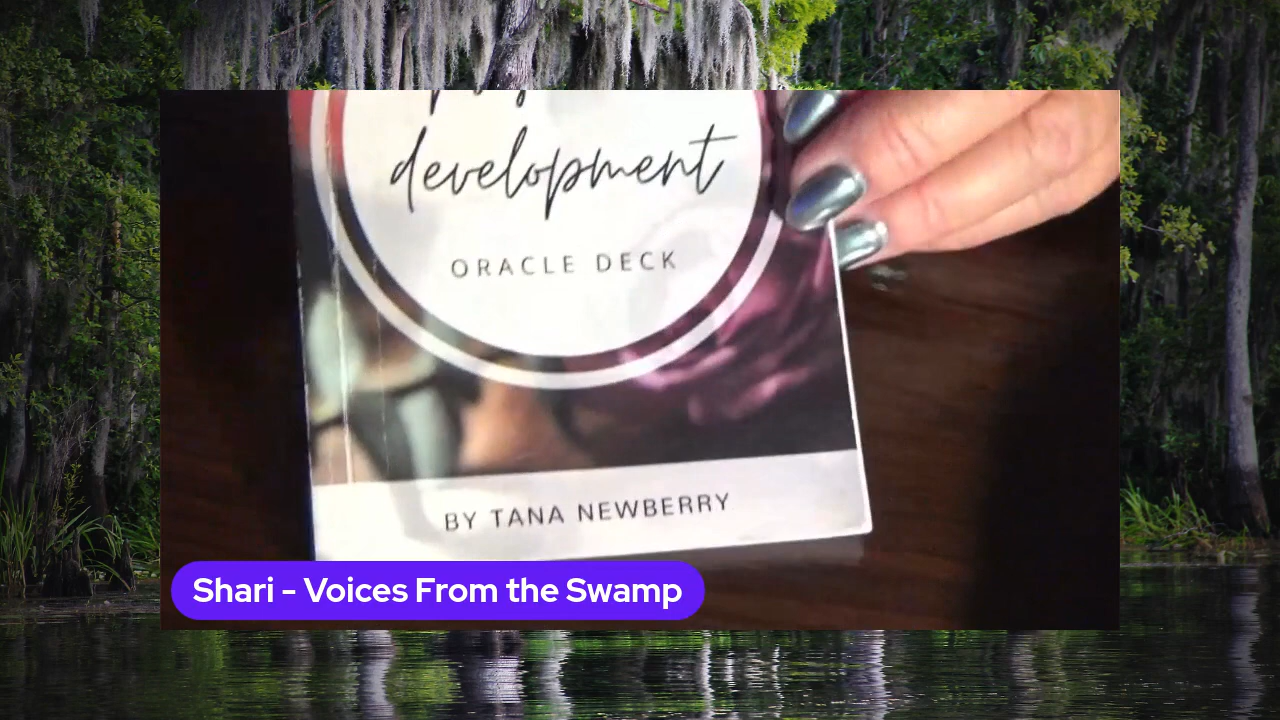 development
ORACLE DECK
BY TANA NEWBERRY
Shari - Voices From the Swamp